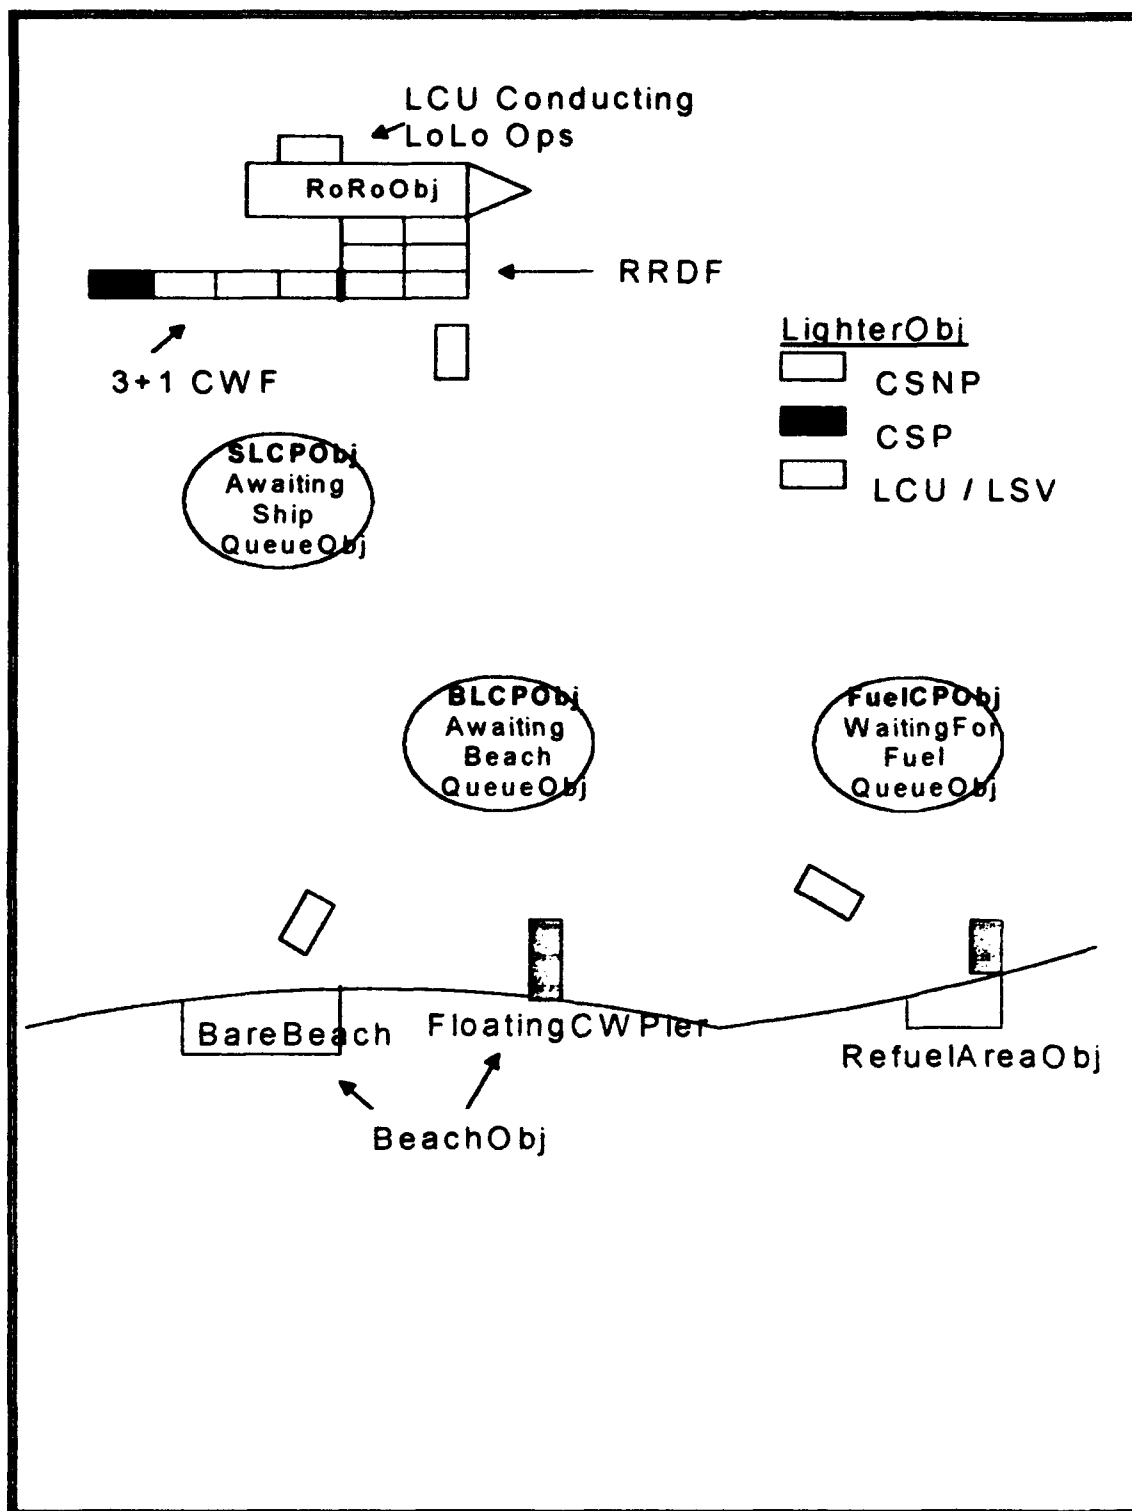 LCU Conducting
LoLo Ops
RoRoObj
RRDF
3+1 CWF
LighterObj
CSNP
CSP
LCU / LSV
SLCPObj
Awaiting
Ship
QueueObj
BLCPObj
Awaiting
Beach
QueueObj
FuelCPObj
WaitingFor
Fuel
QueueObj
BareBeach
FloatingCWPier
RefuelAreaObj
BeachObj